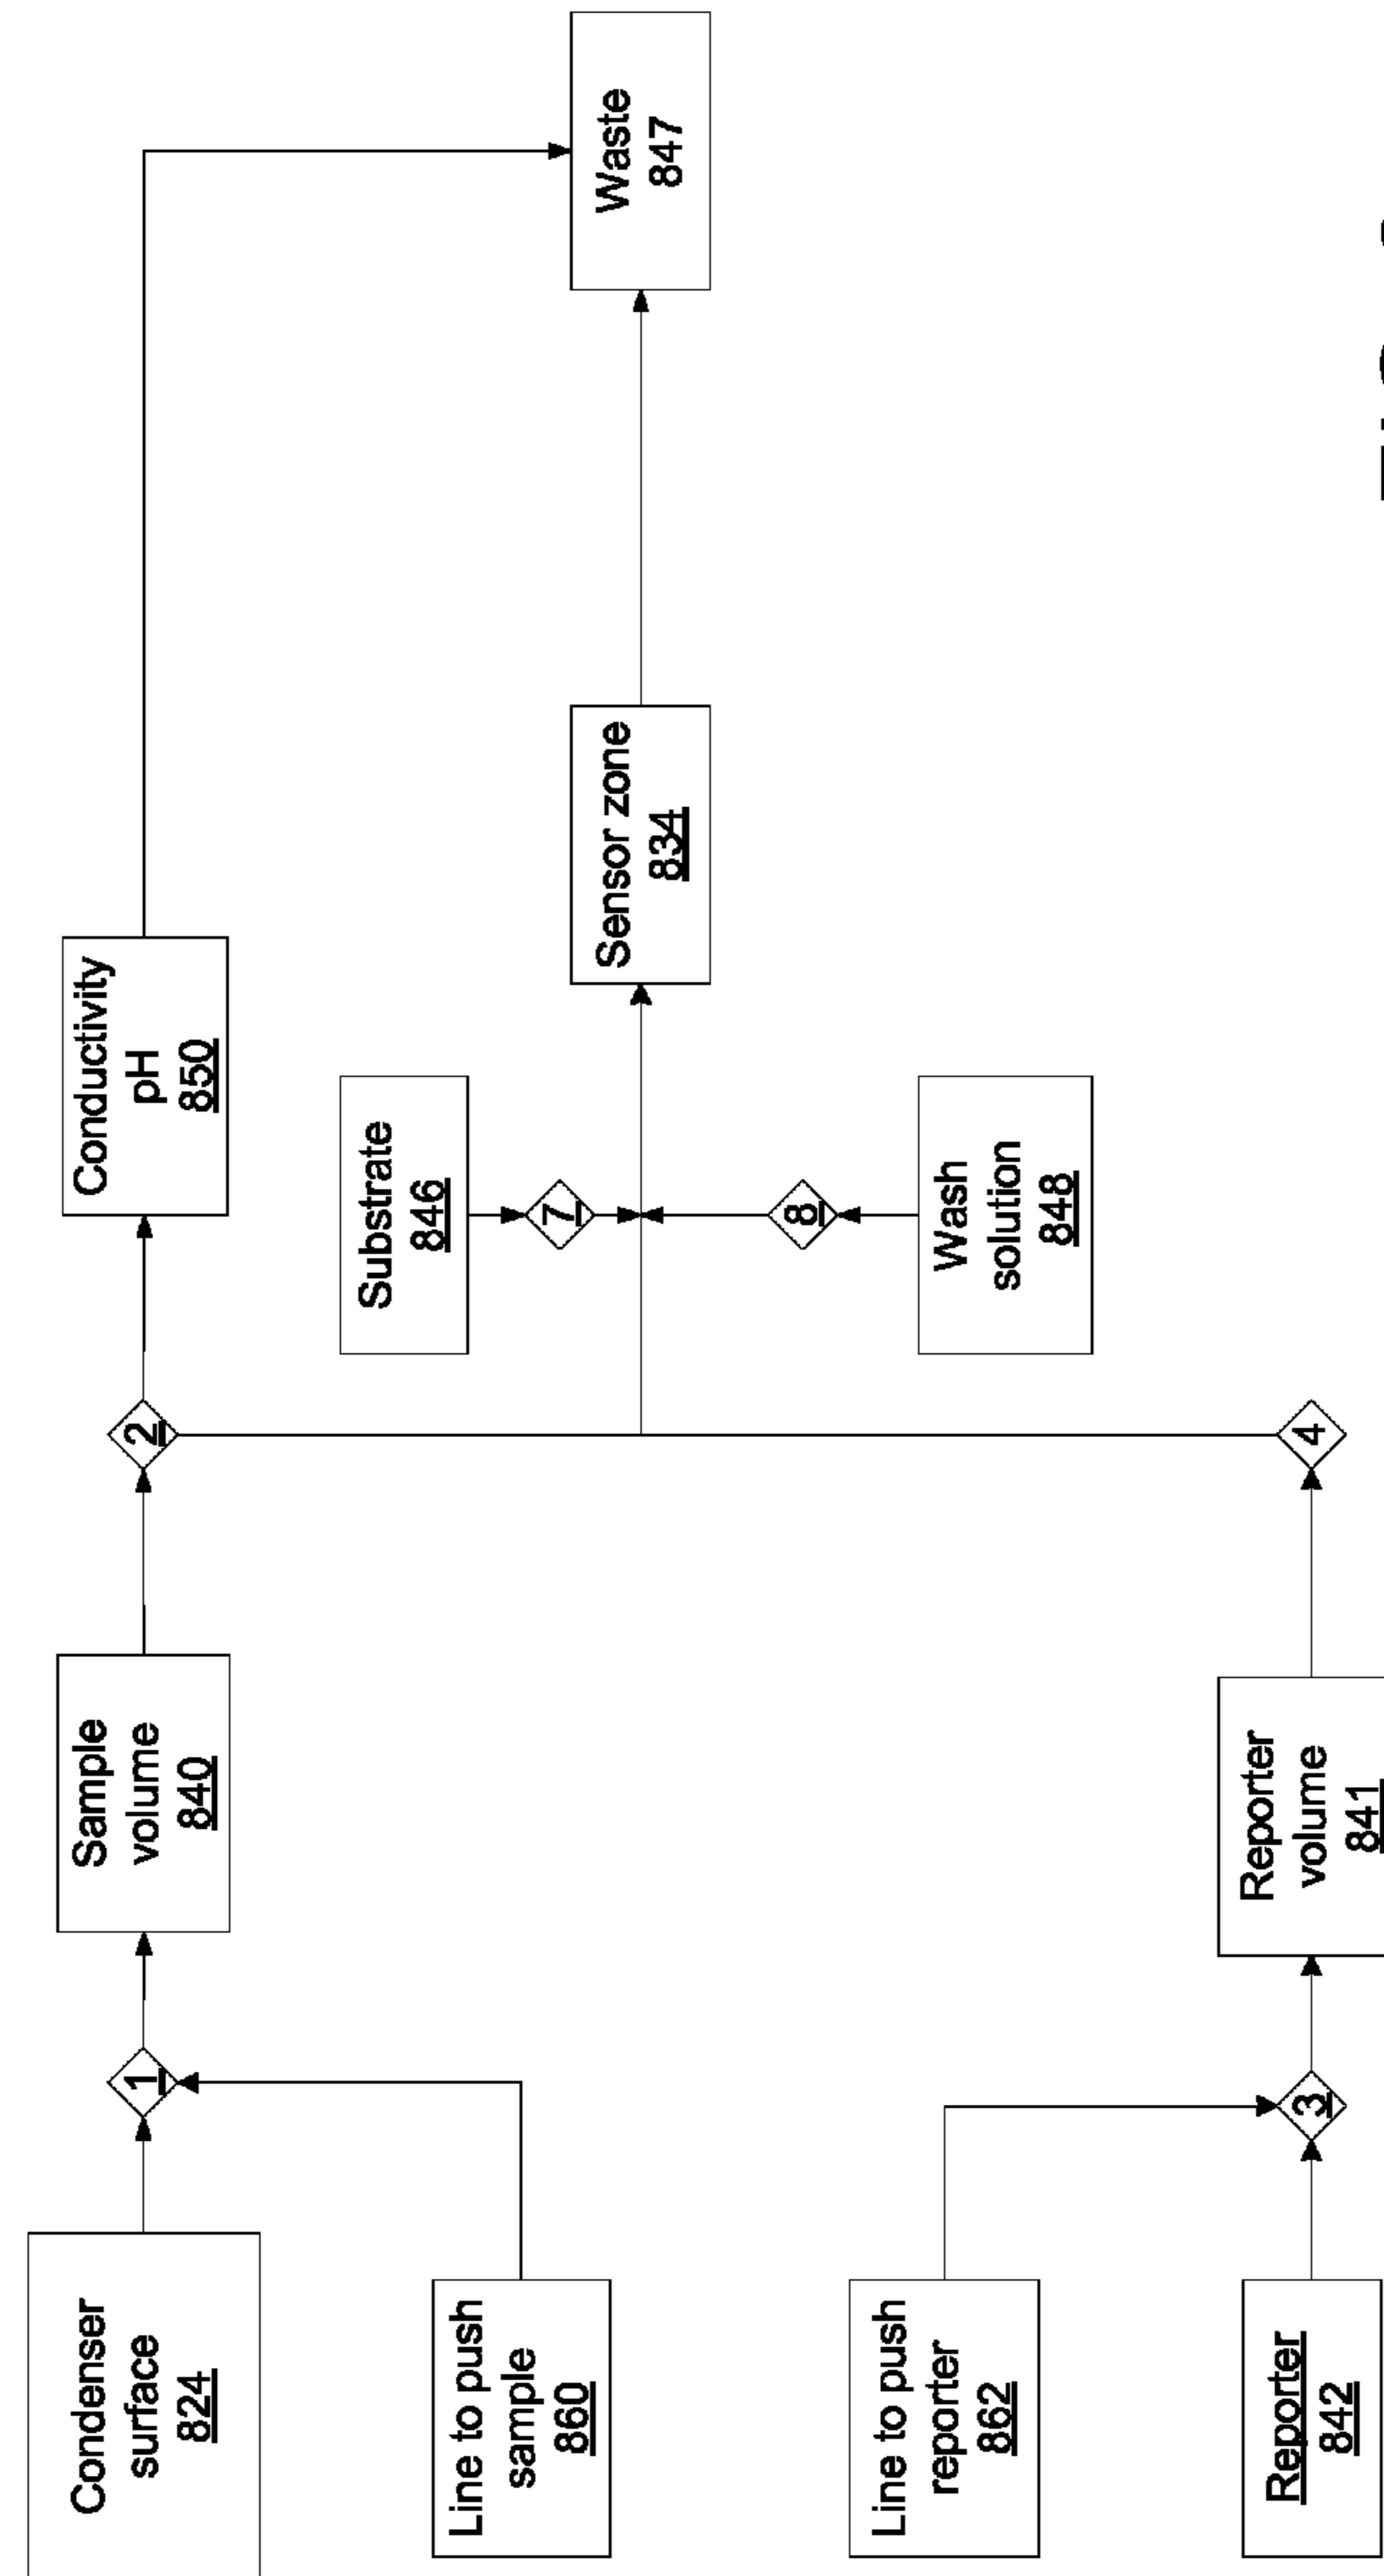 Condenser
surface
824
1
Sample
volume
840
2
Conductivity
pH
850
Waste
847
Line to push
sample
860
Substrate
846
7
Sensor zone
834
8
Wash
solution
848
Line to push
reporter
862
Reporter
842
3
Reporter
volume
841
4